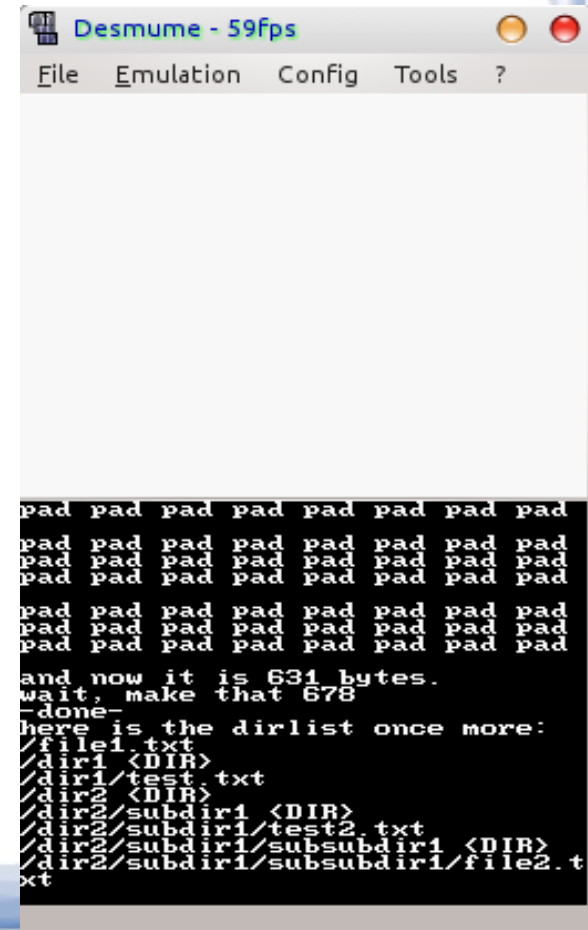 Desmume - 59fps
File Emulation Config Tools ?
pad pad pad pad pad pad pad pad
pad pad pad pad pad pad pad pad
pad pad pad pad pad pad pad pad
pad pad pad pad pad pad pad pad
pad pad pad pad pad pad pad pad
pad pad pad pad pad pad pad pad
pad pad pad pad pad pad pad pad
and now it is 631 bytes.
wait, make that 678
-done-
here is the dirlist once more:
/file1.txt
/dir1 <DIR>
/dir1/test.txt
/dir2 <DIR>
/dir2/subdir1 <DIR>
/dir2/subdir1/test2.txt
/dir2/subdir1/subsubdir1 <DIR>
/dir2/subdir1/subsubdir1/file2.t
xt